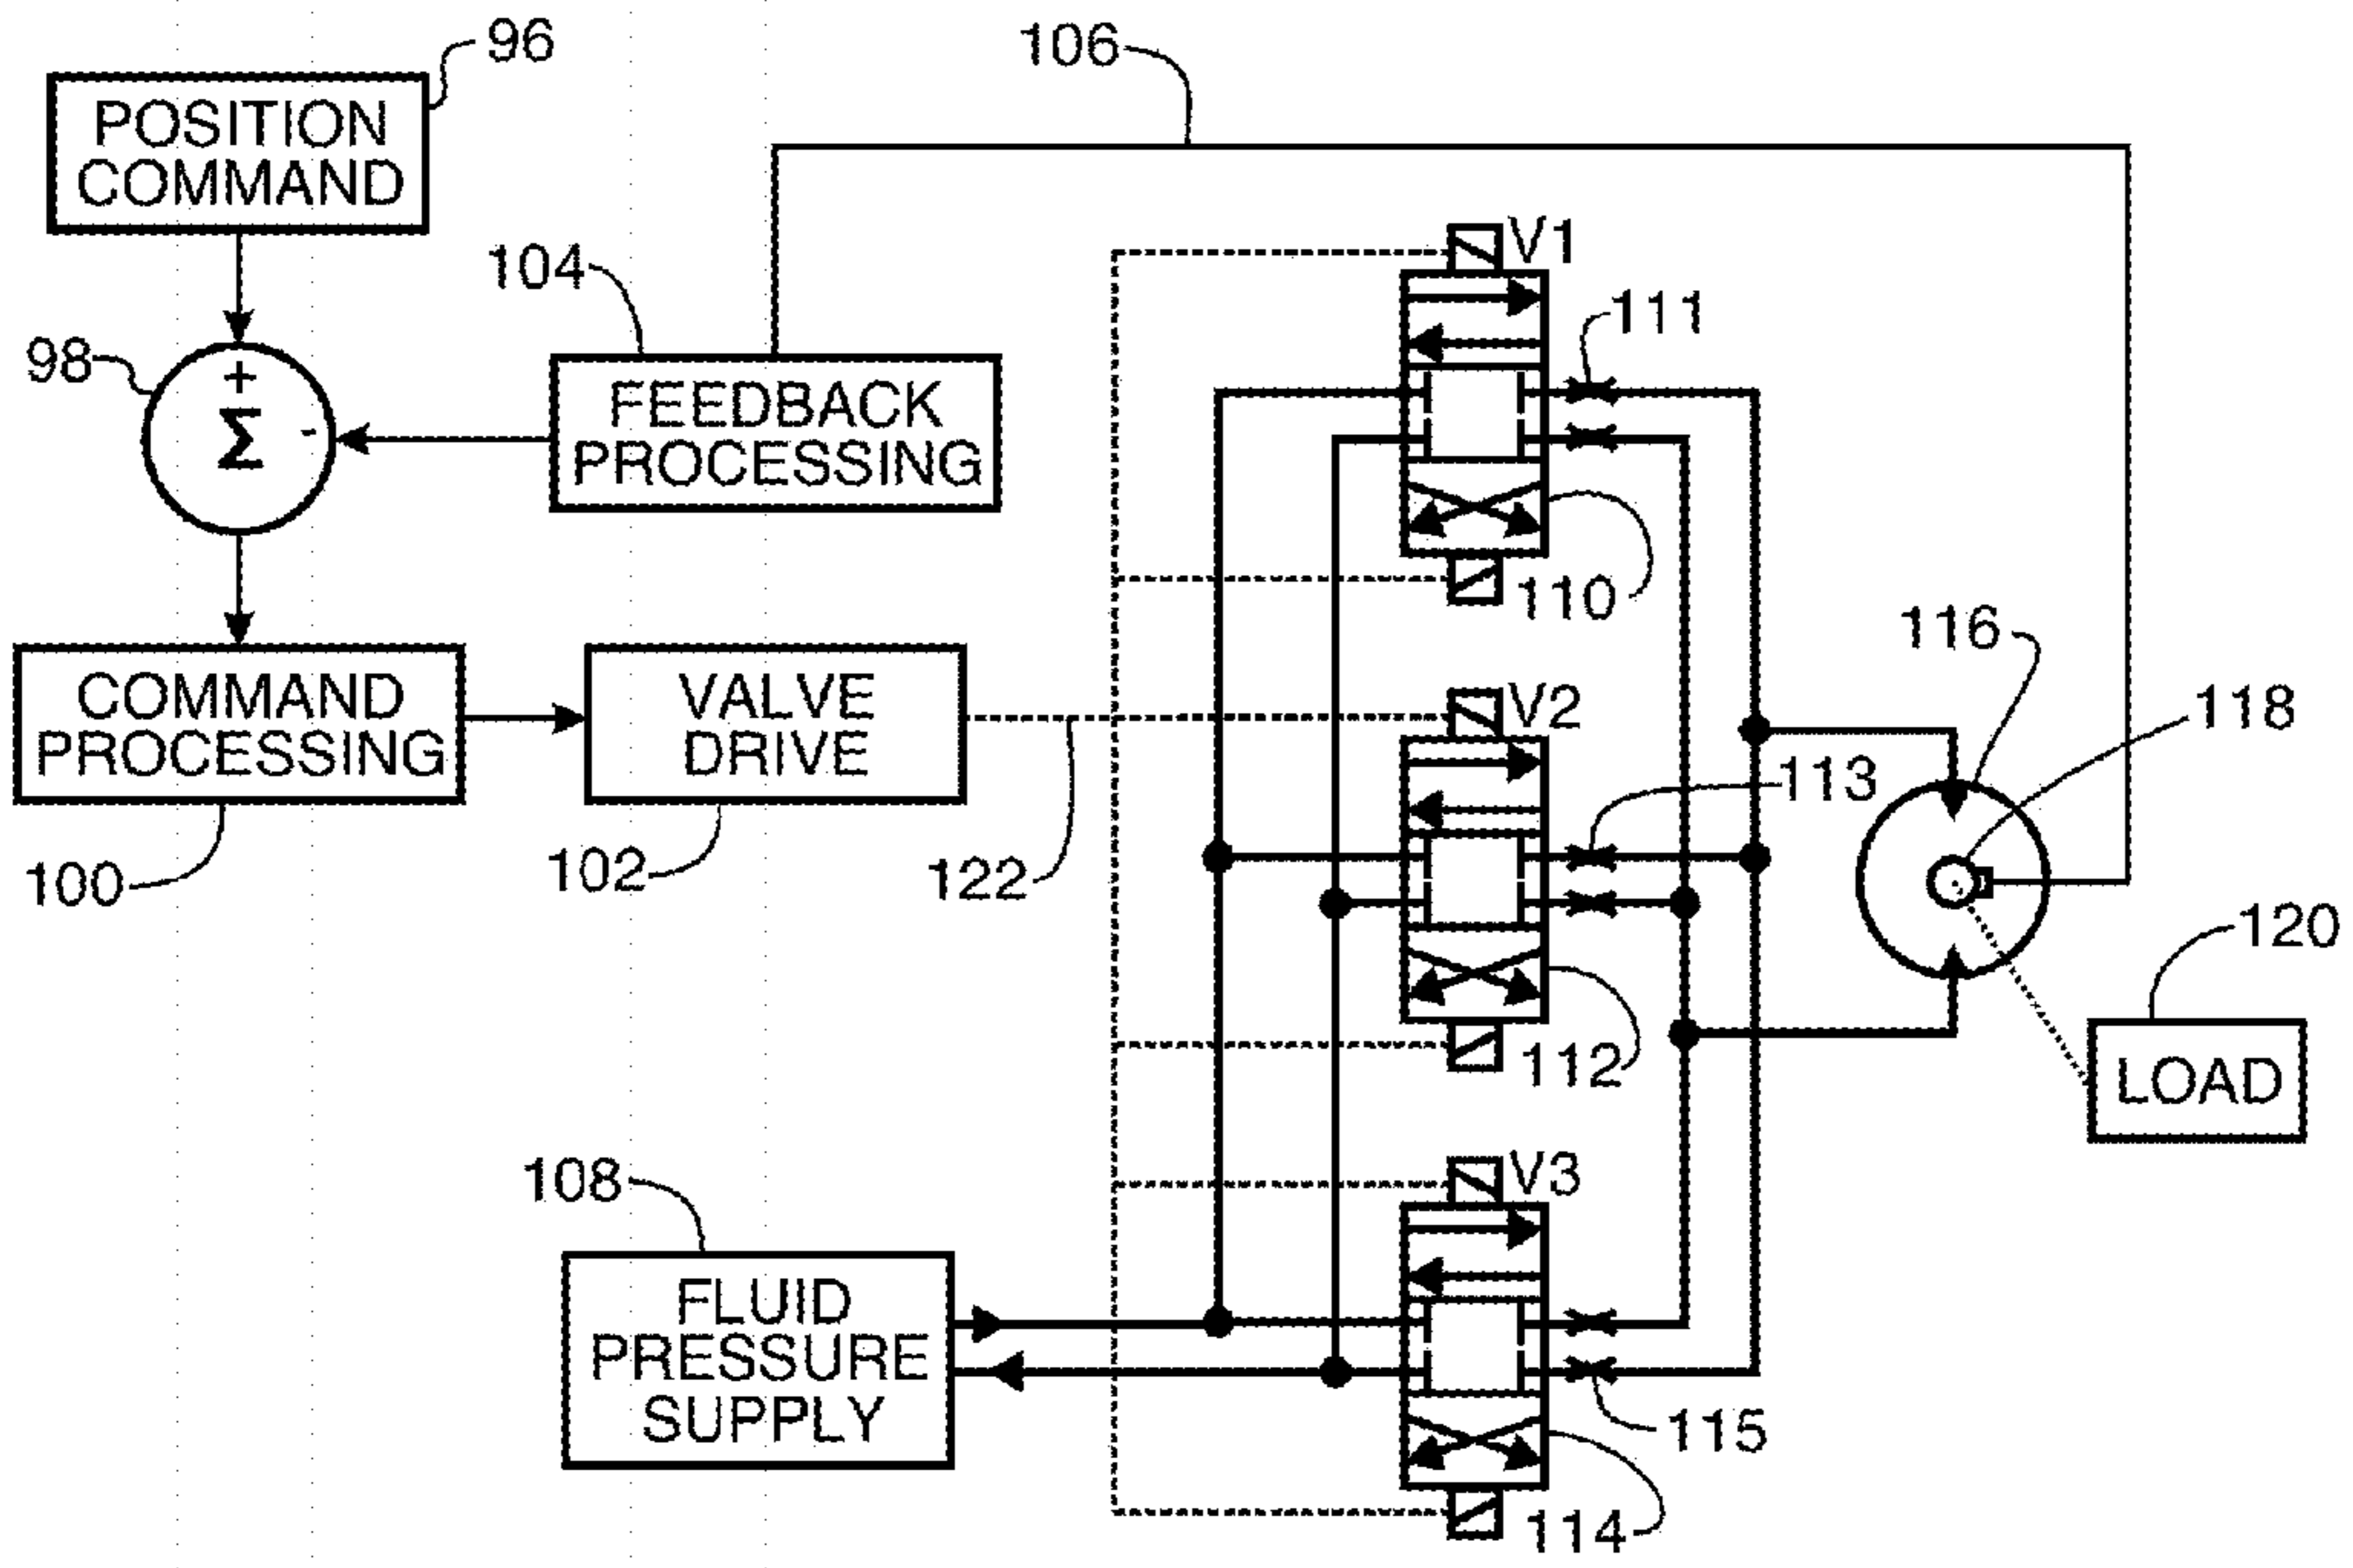 96
POSITION
COMMAND
106
104
V1
111
98
+
Σ
-
FEEDBACK
PROCESSING
110
116
COMMAND
PROCESSING
VALVE
DRIVE
V2
118
113
100
102
122
120
112
LOAD
108
V3
FLUID
PRESSURE
SUPPLY
115
114